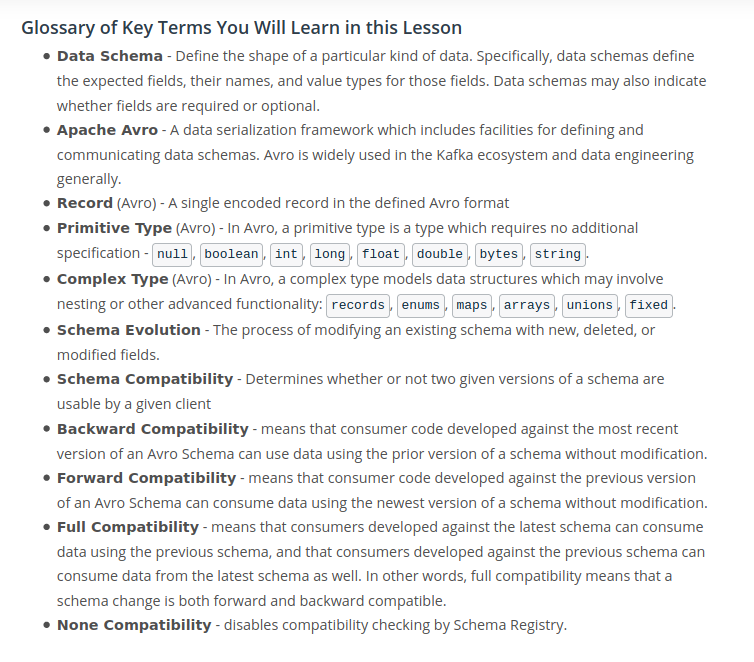 Glossary of Key Terms You Will Learn in this Lesson
• Data Schema - Define the shape of a particular kind of data. Specifically, data schemas define
the expected fields, their names, and value types for those fields. Data schemas may also indicate
whether fields are required or optional.
• Apache Avro - A data serialization framework which includes facilities for defining and
communicating data schemas. Avro is widely used in the Kafka ecosystem and data engineering
generally.
• Record (Avro) - A single encoded record in the defined Avro format
• Primitive Type (Avro) - In Avro, a primitive type is a type which requires no additional
specification - null, boolean, int, long, float, double, bytes, string.
• Complex Type (Avro) - In Avro, a complex type models data structures which may involve
nesting or other advanced functionality: records, enums, maps, arrays, unions, fixed.
• Schema Evolution - The process of modifying an existing schema with new, deleted, or
modified fields.
• Schema Compatibility - Determines whether or not two given versions of a schema are
usable by a given client
• Backward Compatibility - means that consumer code developed against the most recent
version of an Avro Schema can use data using the prior version of a schema without modification.
• Forward Compatibility - means that consumer code developed against the previous version
of an Avro Schema can consume data using the newest version of a schema without modification.
• Full Compatibility - means that consumers developed against the latest schema can consume
data using the previous schema, and that consumers developed against the previous schema can
consume data from the latest schema as well. In other words, full compatibility means that a
schema change is both forward and backward compatible.
• None Compatibility - disables compatibility checking by Schema Registry.